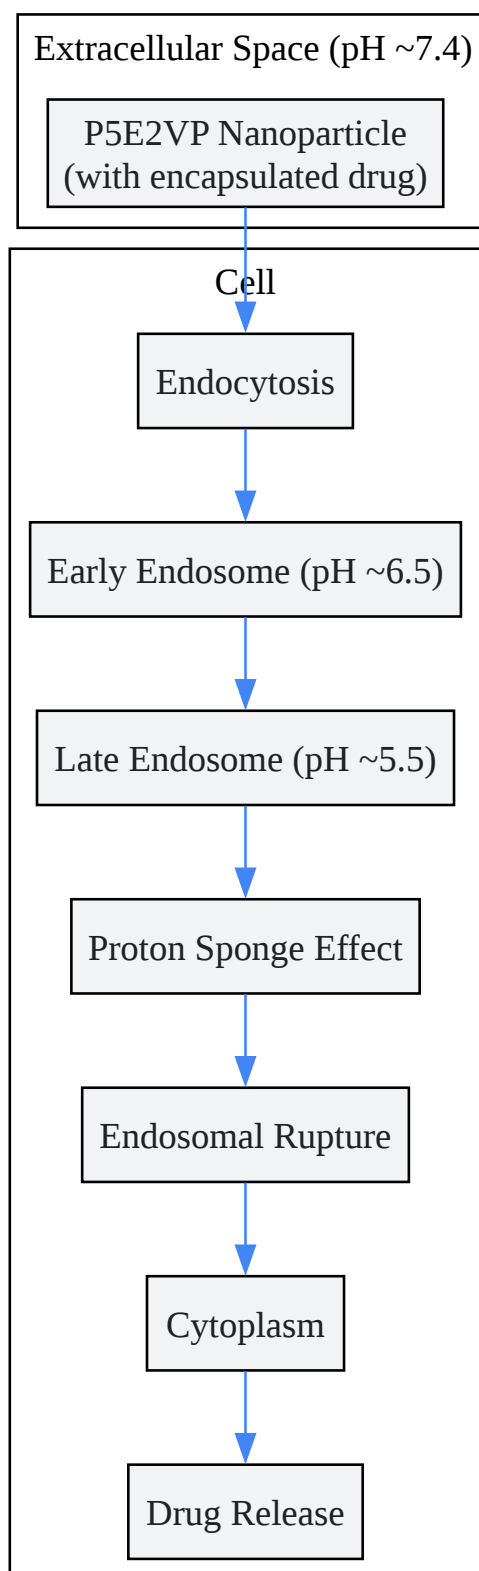 Extracellular Space (pH ~7.4)
P5E2VP Nanoparticle
(with encapsulated drug)
Cell
Endocytosis
Early Endosome (pH ~6.5)
Late Endosome (pH ~5.5)
Proton Sponge Effect
Endosomal Rupture
Cytoplasm
Drug Release